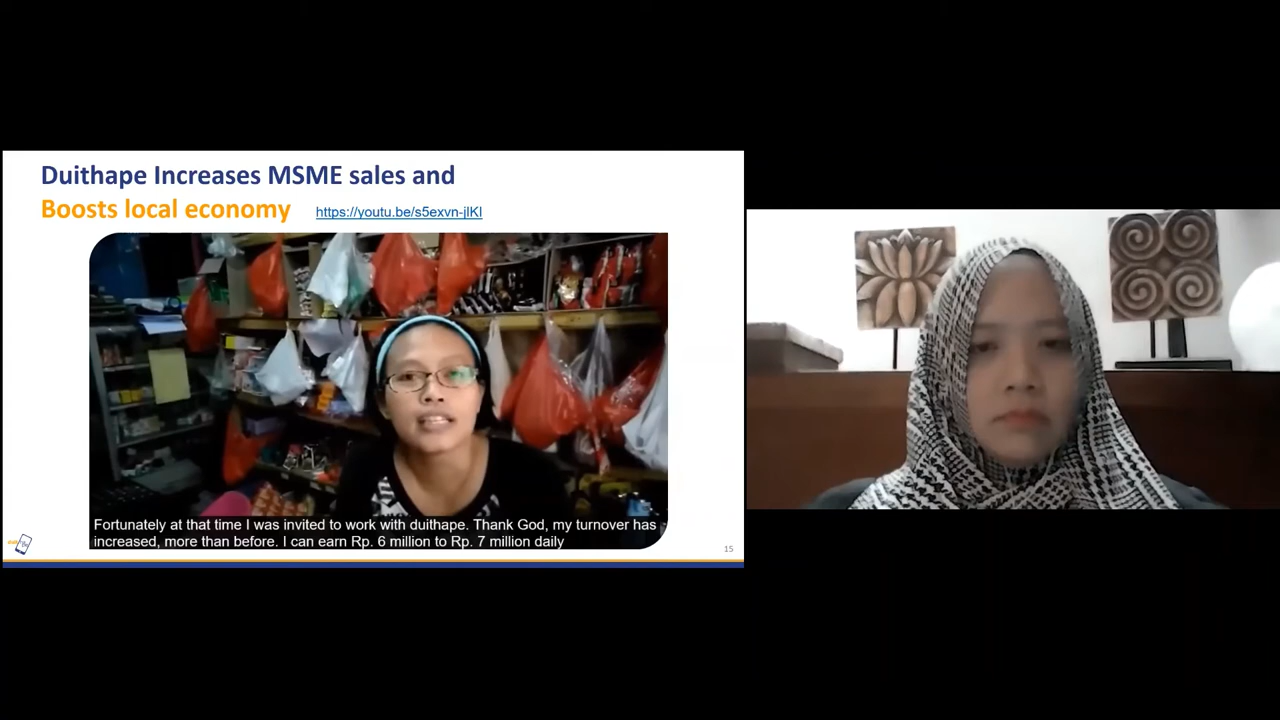 Duithape Increases MSME sales and
Boosts local economy https://youtu.be/s5exvn-jlKI
Fortunately at that time I was invited to work with duithape. Thank God, my turnover has
increased, more than before. I can earn Rp. 6 million to Rp. 7 million daily
15